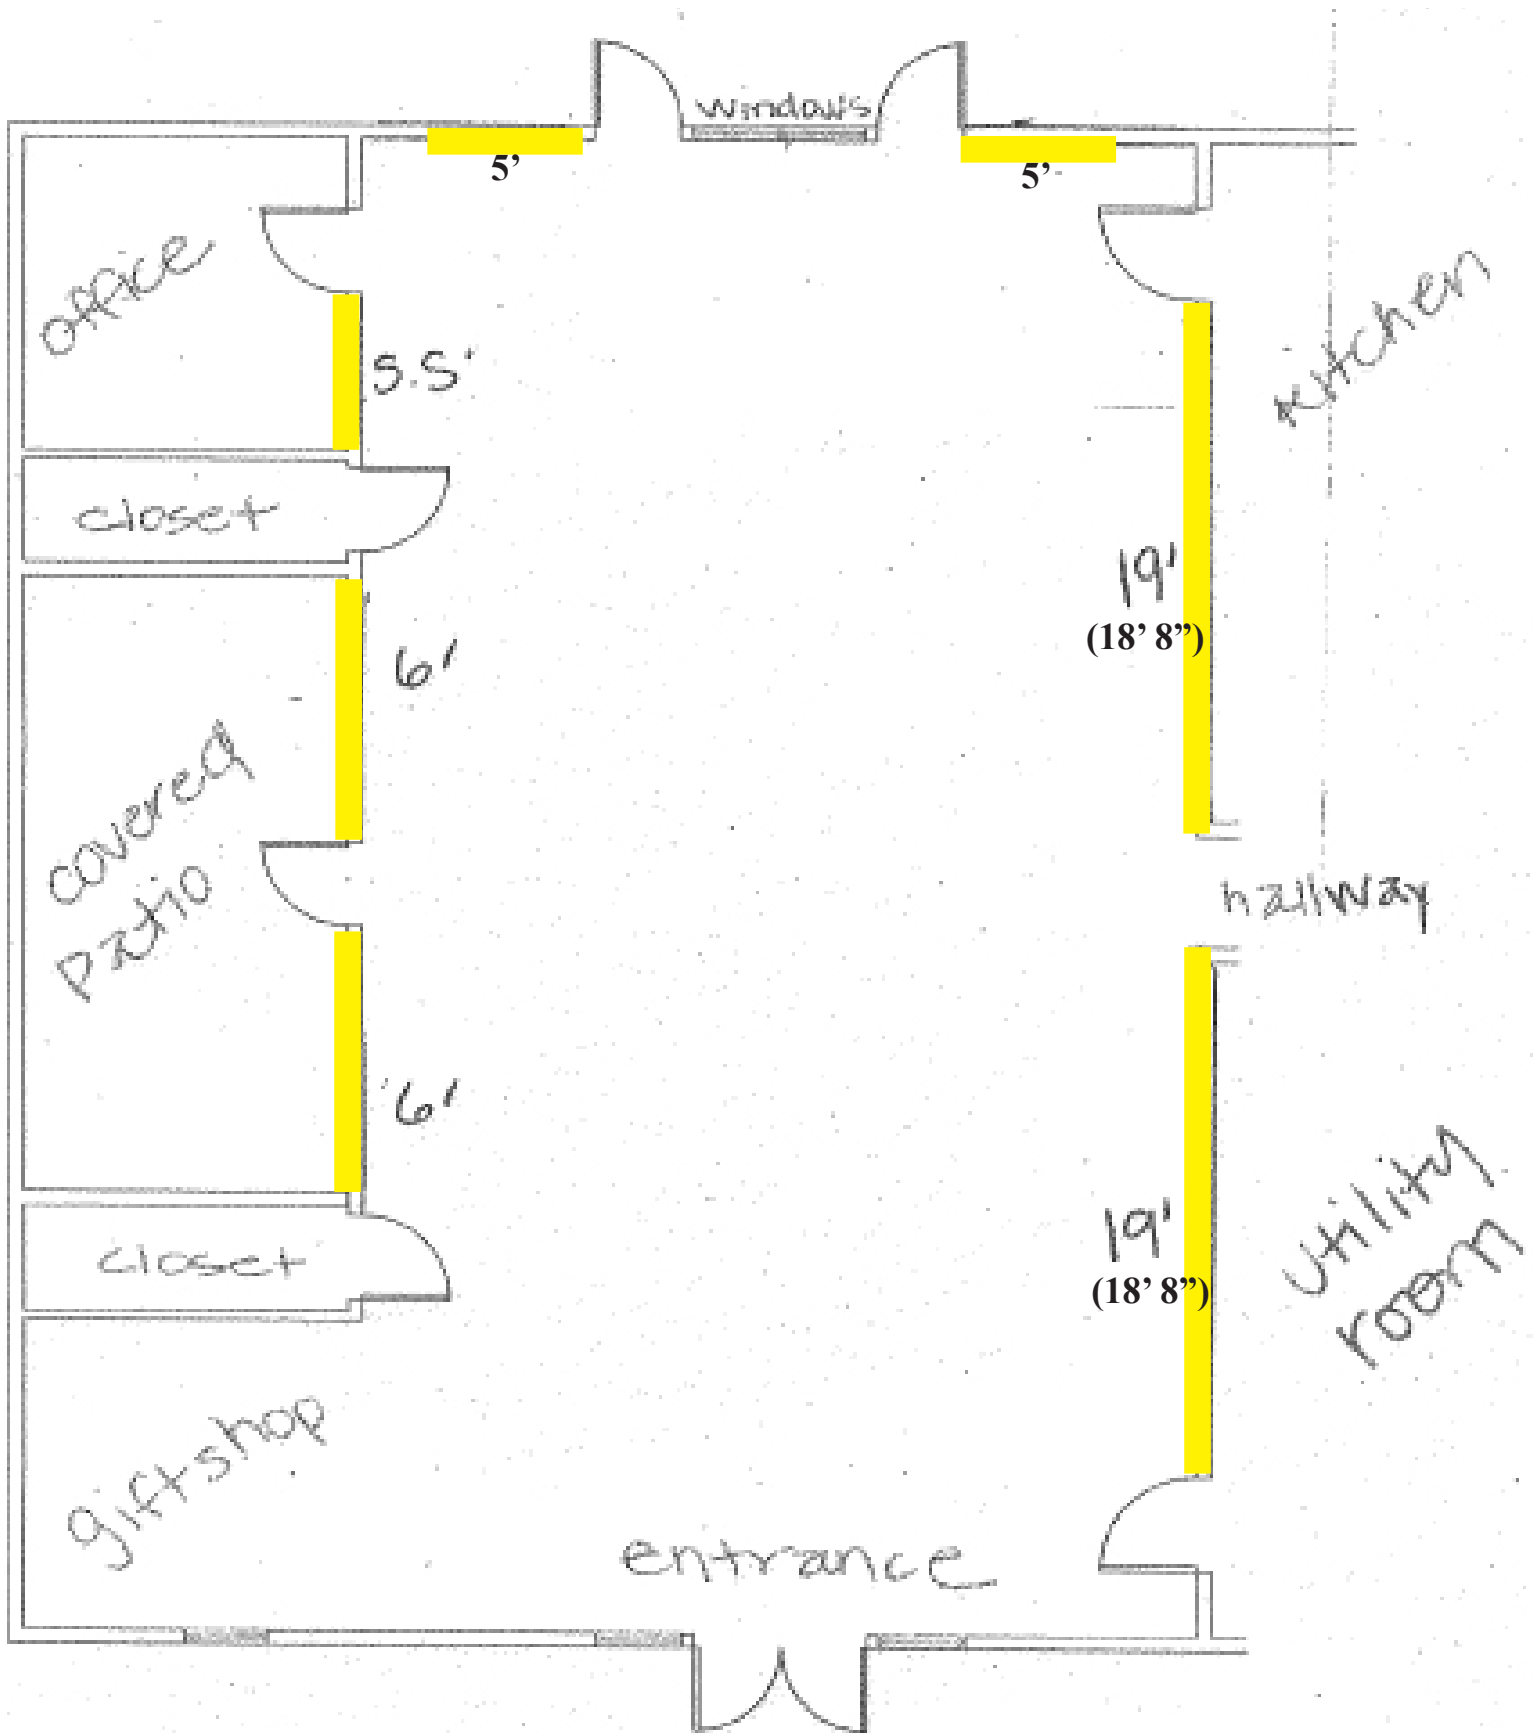 windows
5’
5’
office
kitchen
5.5'
closet
19'
(18’ 8”)
6'
covered
patio
hallway
6'
utility
room
19'
(18’ 8”)
closet
giftshop
entrance